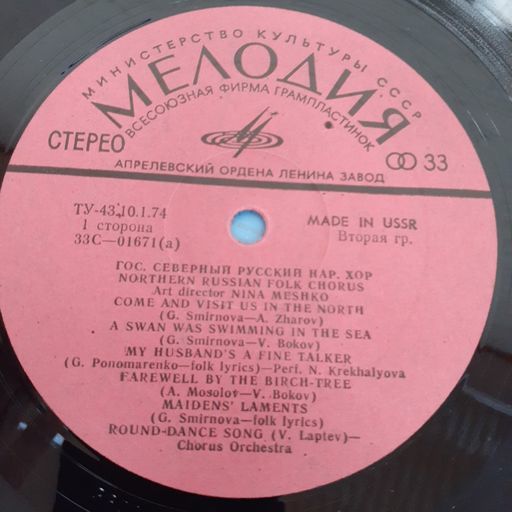 МИНИСТЕРСТВО КУЛЬТУРЫ СССР
МЕЛОДИЯ
ВСЕСОЮЗНАЯ ФИРМА ГРАМПЛАСТИНОК
СТЕРЕО
33
АПРЕЛЕВСКИЙ ОРДЕНА ЛЕНИНА ЗАВОД
ТУ-43.10.1.74
1 сторона
33С—01671(а)
MADE IN USSR
Вторая гр.
ГОС. СЕВЕРНЫЙ РУССКИЙ НАР. ХОР
NORTHERN RUSSIAN FOLK CHORUS
Art director NINA MESHKO
COME AND VISIT US IN THE NORTH
(G. Smirnova—A. Zharov)
A SWAN WAS SWIMMING IN THE SEA
(G. Smirnova—V. Bokov)
MY HUSBAND'S A FINE TALKER
(G. Ponomarenko—folk lyrics)—Perf. N. Krekhalyova
FAREWELL BY THE BIRCH-TREE
(A. Mosolov—V. Bokov)
MAIDENS' LAMENTS
(G. Smirnova—folk lyrics)
ROUND-DANCE SONG (V. Laptev)—
Chorus Orchestra